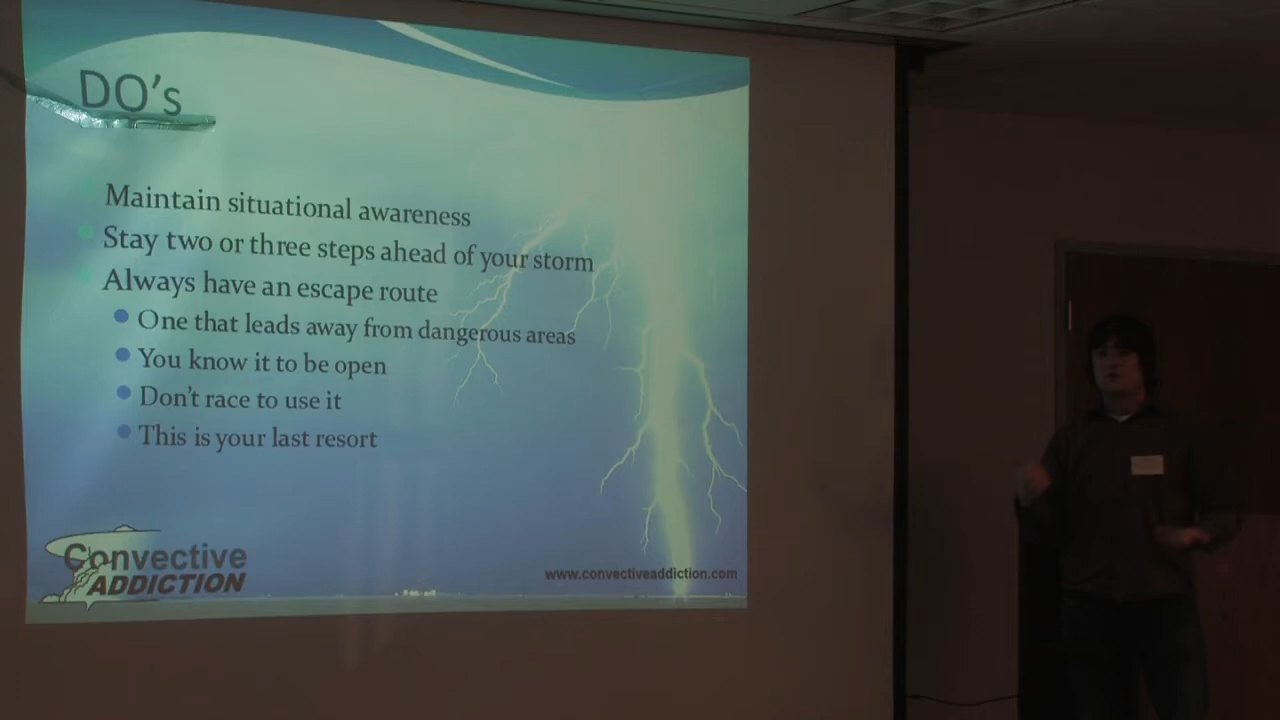 DO's
Maintain situational awareness
Stay two or three steps ahead of your storm
Always have an escape route
One that leads away from dangerous areas
You know it to be open
Don't race to use it
This is your last resort
Convective
ADDICTION
www.convectiveaddiction.com